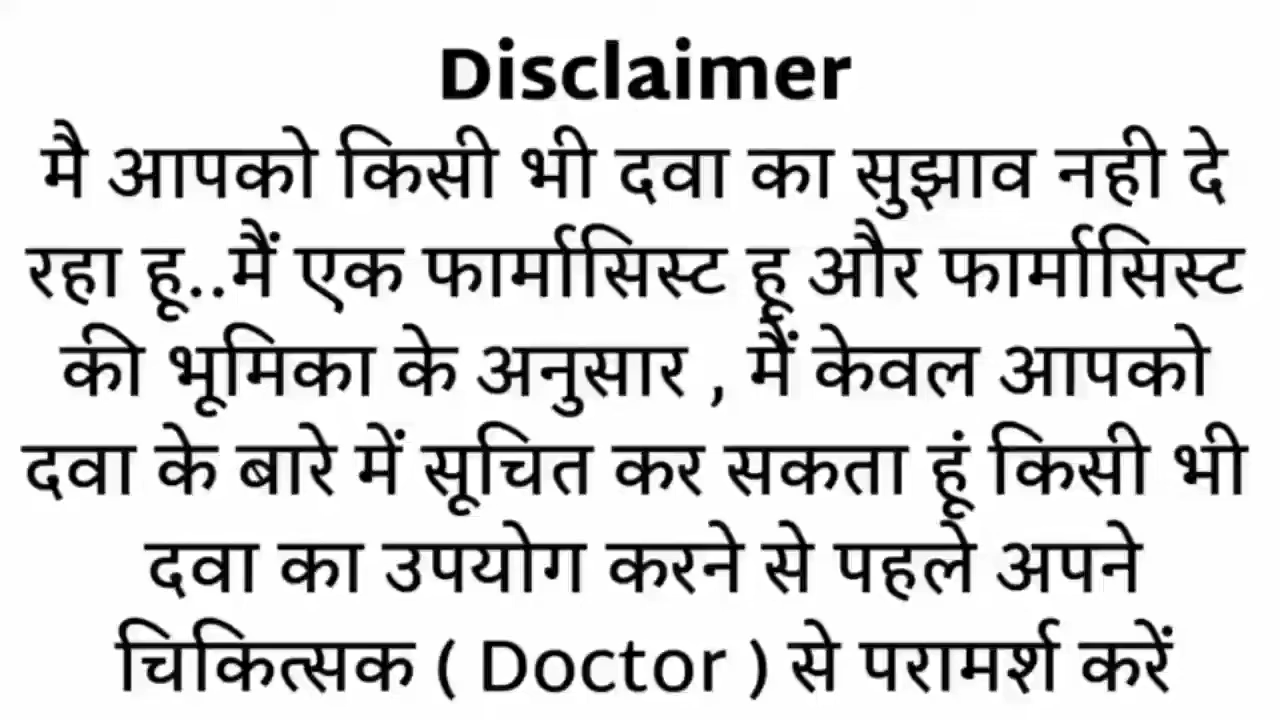 Disclaimer
मै आपको किसी भी दवा का सुझाव नही दे
रहा हू..मैं एक फार्मासिस्ट हू और फार्मासिस्ट
की भूमिका के अनुसार , मैं केवल आपको
दवा के बारे में सूचित कर सकता हूं किसी भी
दवा का उपयोग करने से पहले अपने
चिकित्सक ( Doctor ) से परामर्श करें